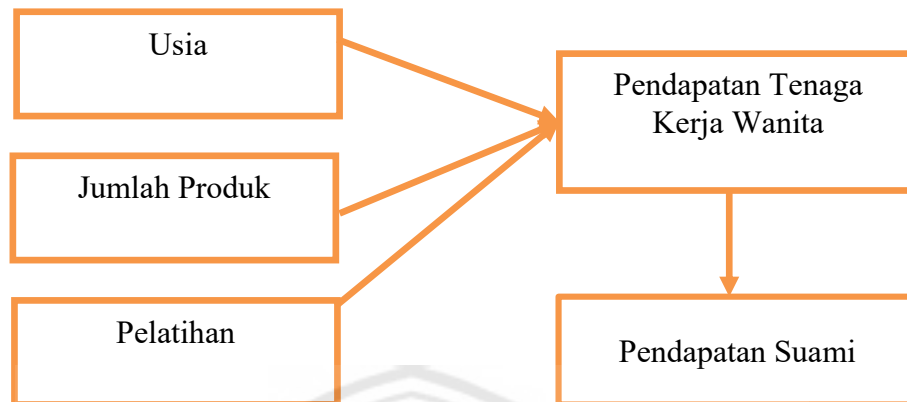 Usia
Jumlah Produk
Pelatihan
Pendapatan Tenaga
Kerja Wanita
Pendapatan Suami